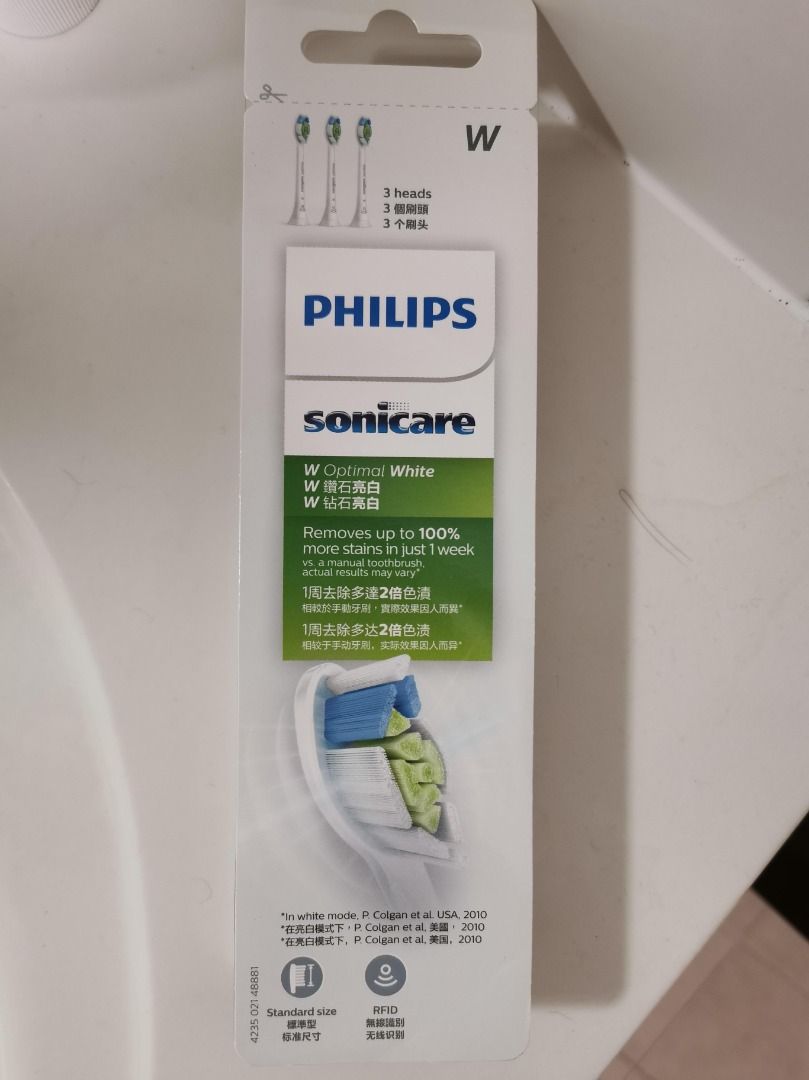 W
3 heads
3 個刷頭
3 个刷头
PHILIPS
sonicare
W Optimal White
W 鑽石亮白
W 钻石亮白
Removes up to 100%
more stains in just 1 week
vs. a manual toothbrush,
actual results may vary*
1周去除多達2倍色漬
相較於手動牙刷，實際效果因人而異*
1周去除多达2倍色渍
相较于手动牙刷，实际效果因人而异*
*In white mode, P. Colgan et al. USA, 2010
*在亮白模式下，P. Colgan et al, 美國， 2010
*在亮白模式下，P. Colgan et al, 美国，2010
4235 021 48881
Standard size
標準型
标准尺寸
RFID
無線識別
无线识别